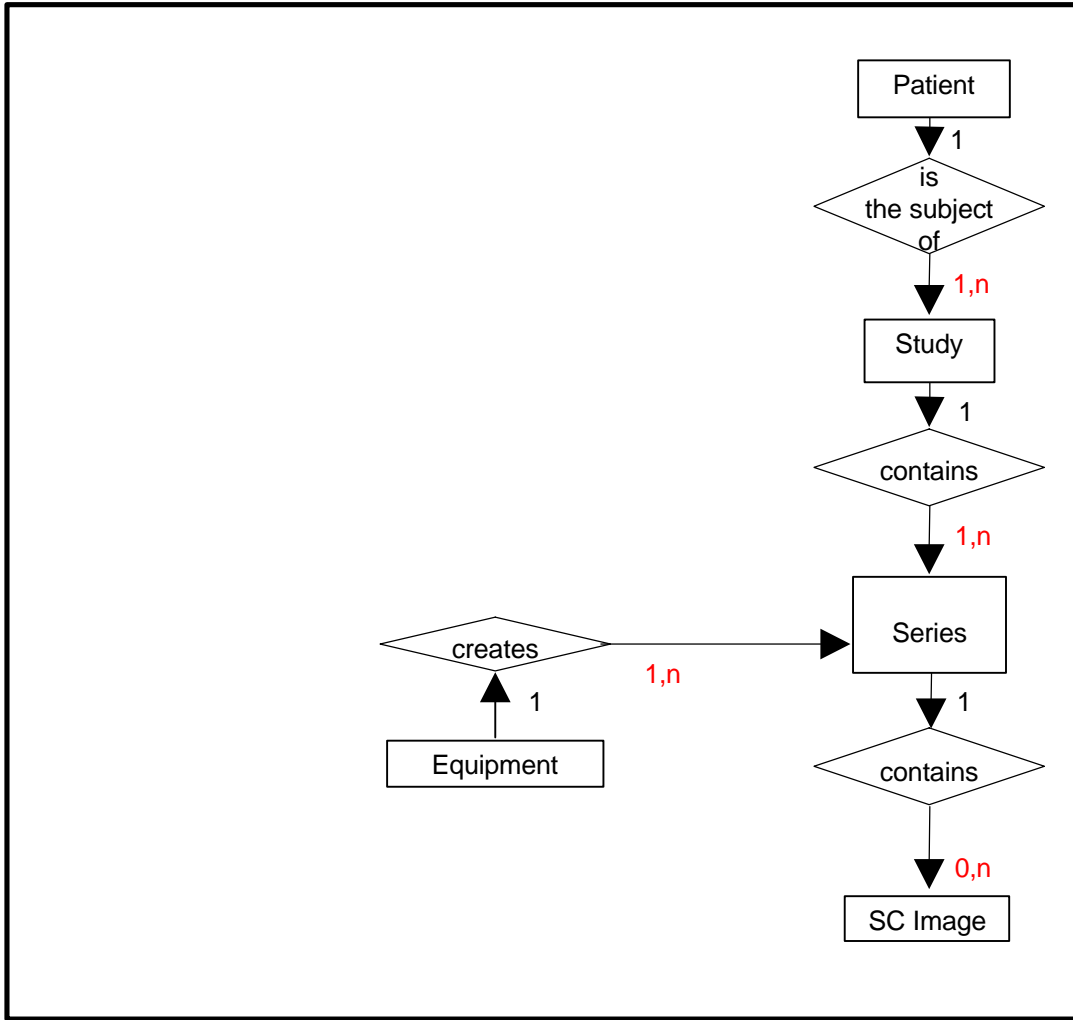 Patient
1
is
the subject
of
1,n
Study
1
contains
1,n
Series
creates
1,n
1
1
Equipment
contains
0,n
SC Image